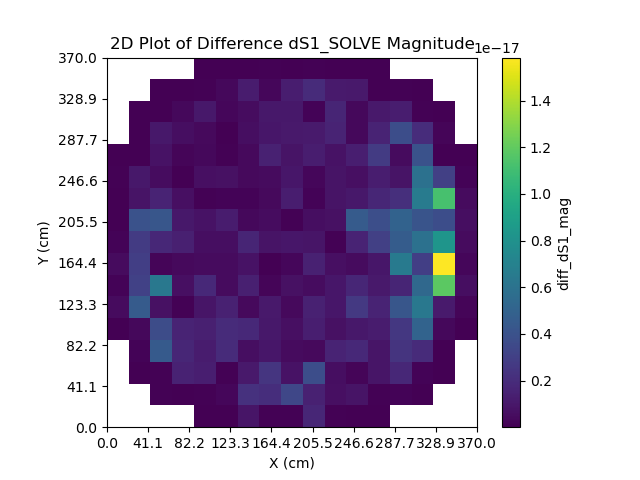 2D Plot of Difference dS1_SOLVE Magnitude
1e−17
370.0
328.9
287.7
246.6
205.5
164.4
123.3
82.2
41.1
0.0
Y (cm)
0.0 41.1 82.2 123.3 164.4 205.5 246.6 287.7 328.9 370.0
X (cm)
1.4
1.2
1.0
0.8
0.6
0.4
0.2
diff_dS1_mag